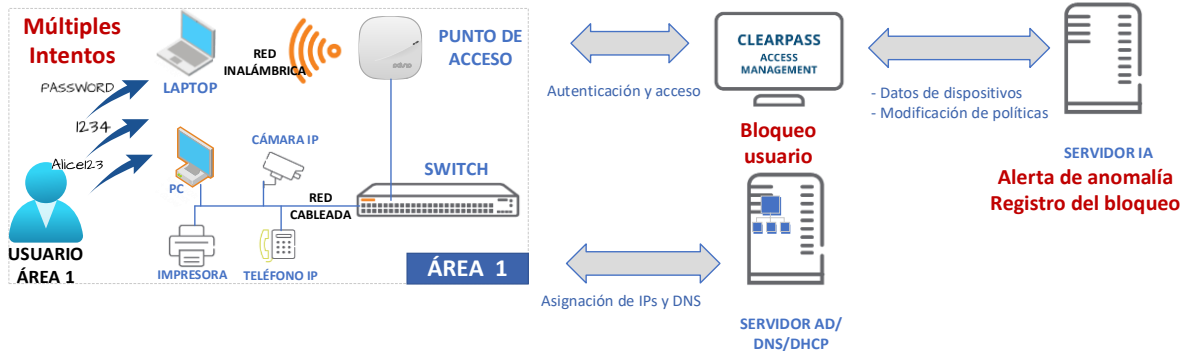 Múltiples
Intentos
PASSWORD
1234
Alice123
USUARIO
ÁREA 1
LAPTOP
RED
INALÁMBRICA
PUNTO DE
ACCESO
PC
CÁMARA IP
SWITCH
RED
CABLEADA
IMPRESORA
TELÉFONO IP
ÁREA 1
Autenticación y acceso
CLEARPASS
ACCESS
MANAGEMENT
Bloqueo
usuario
- Datos de dispositivos
- Modificación de políticas
SERVIDOR IA
Alerta de anomalía
Registro del bloqueo
Asignación de IPs y DNS
SERVIDOR AD/
DNS/DHCP